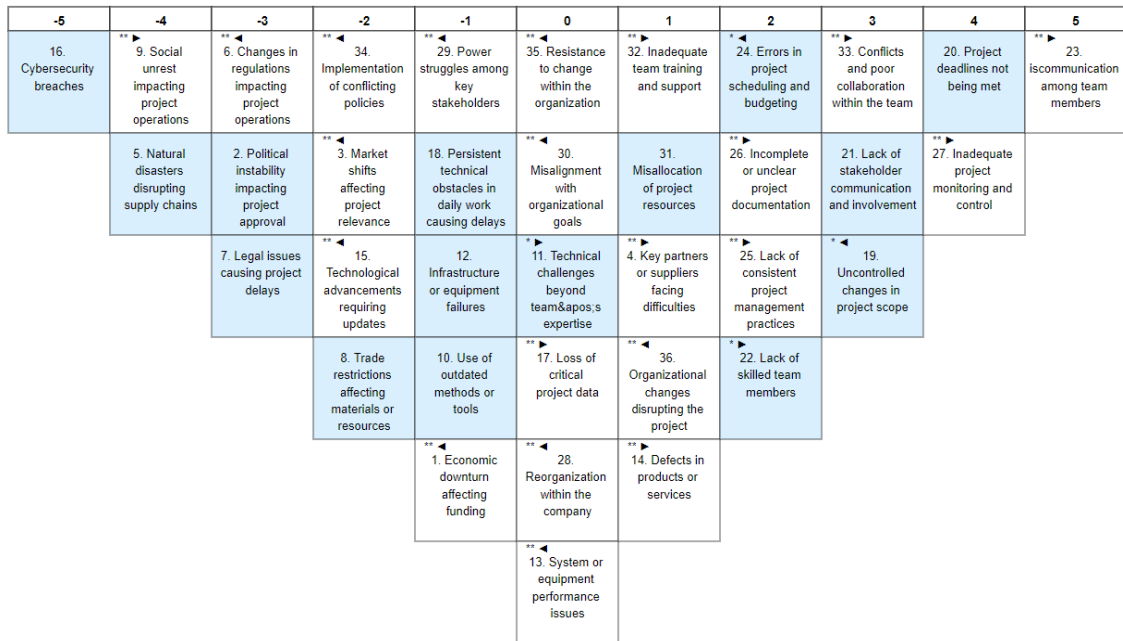 -5 -4 -3 -2 -1 0 1 2 3 4 5
16.
Cybersecurity
breaches
** ►
9. Social
unrest
impacting
project
operations
** ◄
6. Changes in
regulations
impacting
project
operations
** ◄
34.
Implementation
of conflicting
policies
** ◄
29. Power
struggles among
key
stakeholders
** ◄
35. Resistance
to change
within the
organization
** ►
32. Inadequate
team training
and support
* ◄
24. Errors in
project
scheduling and
budgeting
** ►
33. Conflicts
and poor
collaboration
within the team
20. Project
deadlines not
being met
** ►
23.
iscommunication
among team
members
5. Natural
disasters
disrupting
supply chains
2. Political
instability
impacting
project
approval
** ◄
3. Market
shifts
affecting
project
relevance
18. Persistent
technical
obstacles in
daily work
causing delays
** ◄
30.
Misalignment
with
organizational
goals
31.
Misallocation
of project
resources
** ►
26. Incomplete
or unclear
project
documentation
21. Lack of
stakeholder
communication
and involvement
** ►
27. Inadequate
project
monitoring and
control
7. Legal issues
causing project
delays
** ◄
15.
Technological
advancements
requiring
updates
12.
Infrastructure
or equipment
failures
* ►
11. Technical
challenges
beyond
team&apos;s
expertise
** ►
4. Key partners
or suppliers
facing
difficulties
** ►
25. Lack of
consistent
project
management
practices
* ◄
19.
Uncontrolled
changes in
project scope
8. Trade
restrictions
affecting
materials or
resources
10. Use of
outdated
methods or
tools
** ►
17. Loss of
critical
project data
** ◄
36.
Organizational
changes
disrupting the
project
* ►
22. Lack of
skilled team
members
** ◄
1. Economic
downturn
affecting
funding
** ◄
28.
Reorganization
within the
company
** ►
14. Defects in
products or
services
** ◄
13. System or
equipment
performance
issues